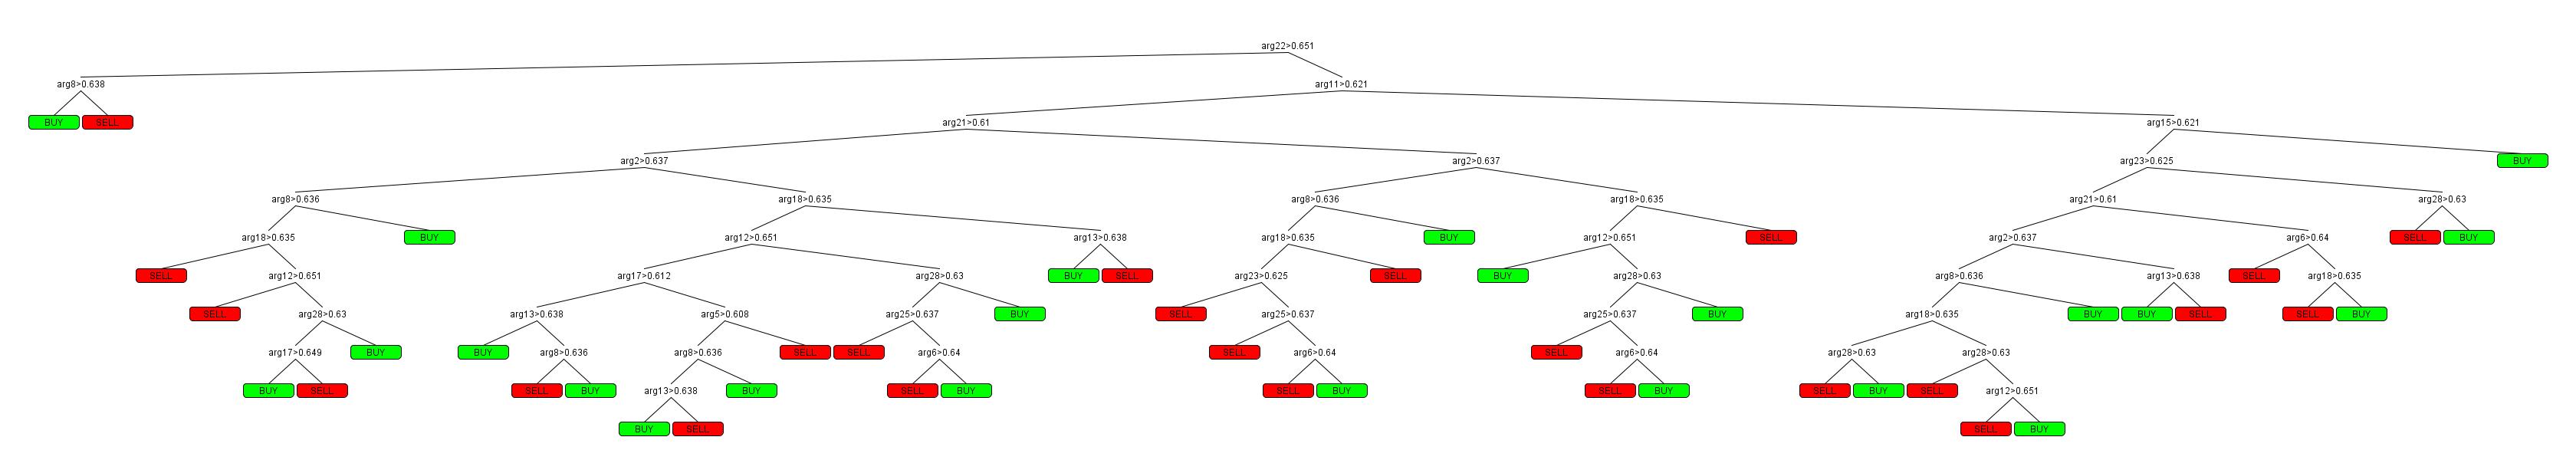 arg22>0.651
arg8>0.638 arg11>0.621
BUY SELL arg21>0.61 arg15>0.621
arg2>0.637 arg2>0.637 arg23>0.625 BUY
arg8>0.636 arg18>0.635 arg8>0.636 arg18>0.635 arg21>0.61 arg28>0.63
arg18>0.635 BUY arg12>0.651 arg13>0.638 arg18>0.635 BUY arg12>0.651 SELL arg2>0.637 arg6>0.64 SELL BUY
SELL arg12>0.651 arg17>0.612 arg28>0.63 BUY SELL arg23>0.625 SELL BUY arg28>0.63 arg8>0.636 arg13>0.638 SELL arg18>0.635
SELL arg28>0.63 arg13>0.638 arg5>0.608 arg25>0.637 BUY SELL arg25>0.637 arg25>0.637 BUY arg18>0.635 BUY BUY SELL SELL BUY
arg17>0.649 BUY BUY arg8>0.636 arg8>0.636 SELL SELL arg6>0.64 SELL arg6>0.64 SELL arg6>0.64 arg28>0.63 arg28>0.63
BUY SELL SELL BUY arg13>0.638 BUY SELL BUY SELL BUY SELL BUY SELL BUY SELL arg12>0.651
BUY SELL SELL BUY